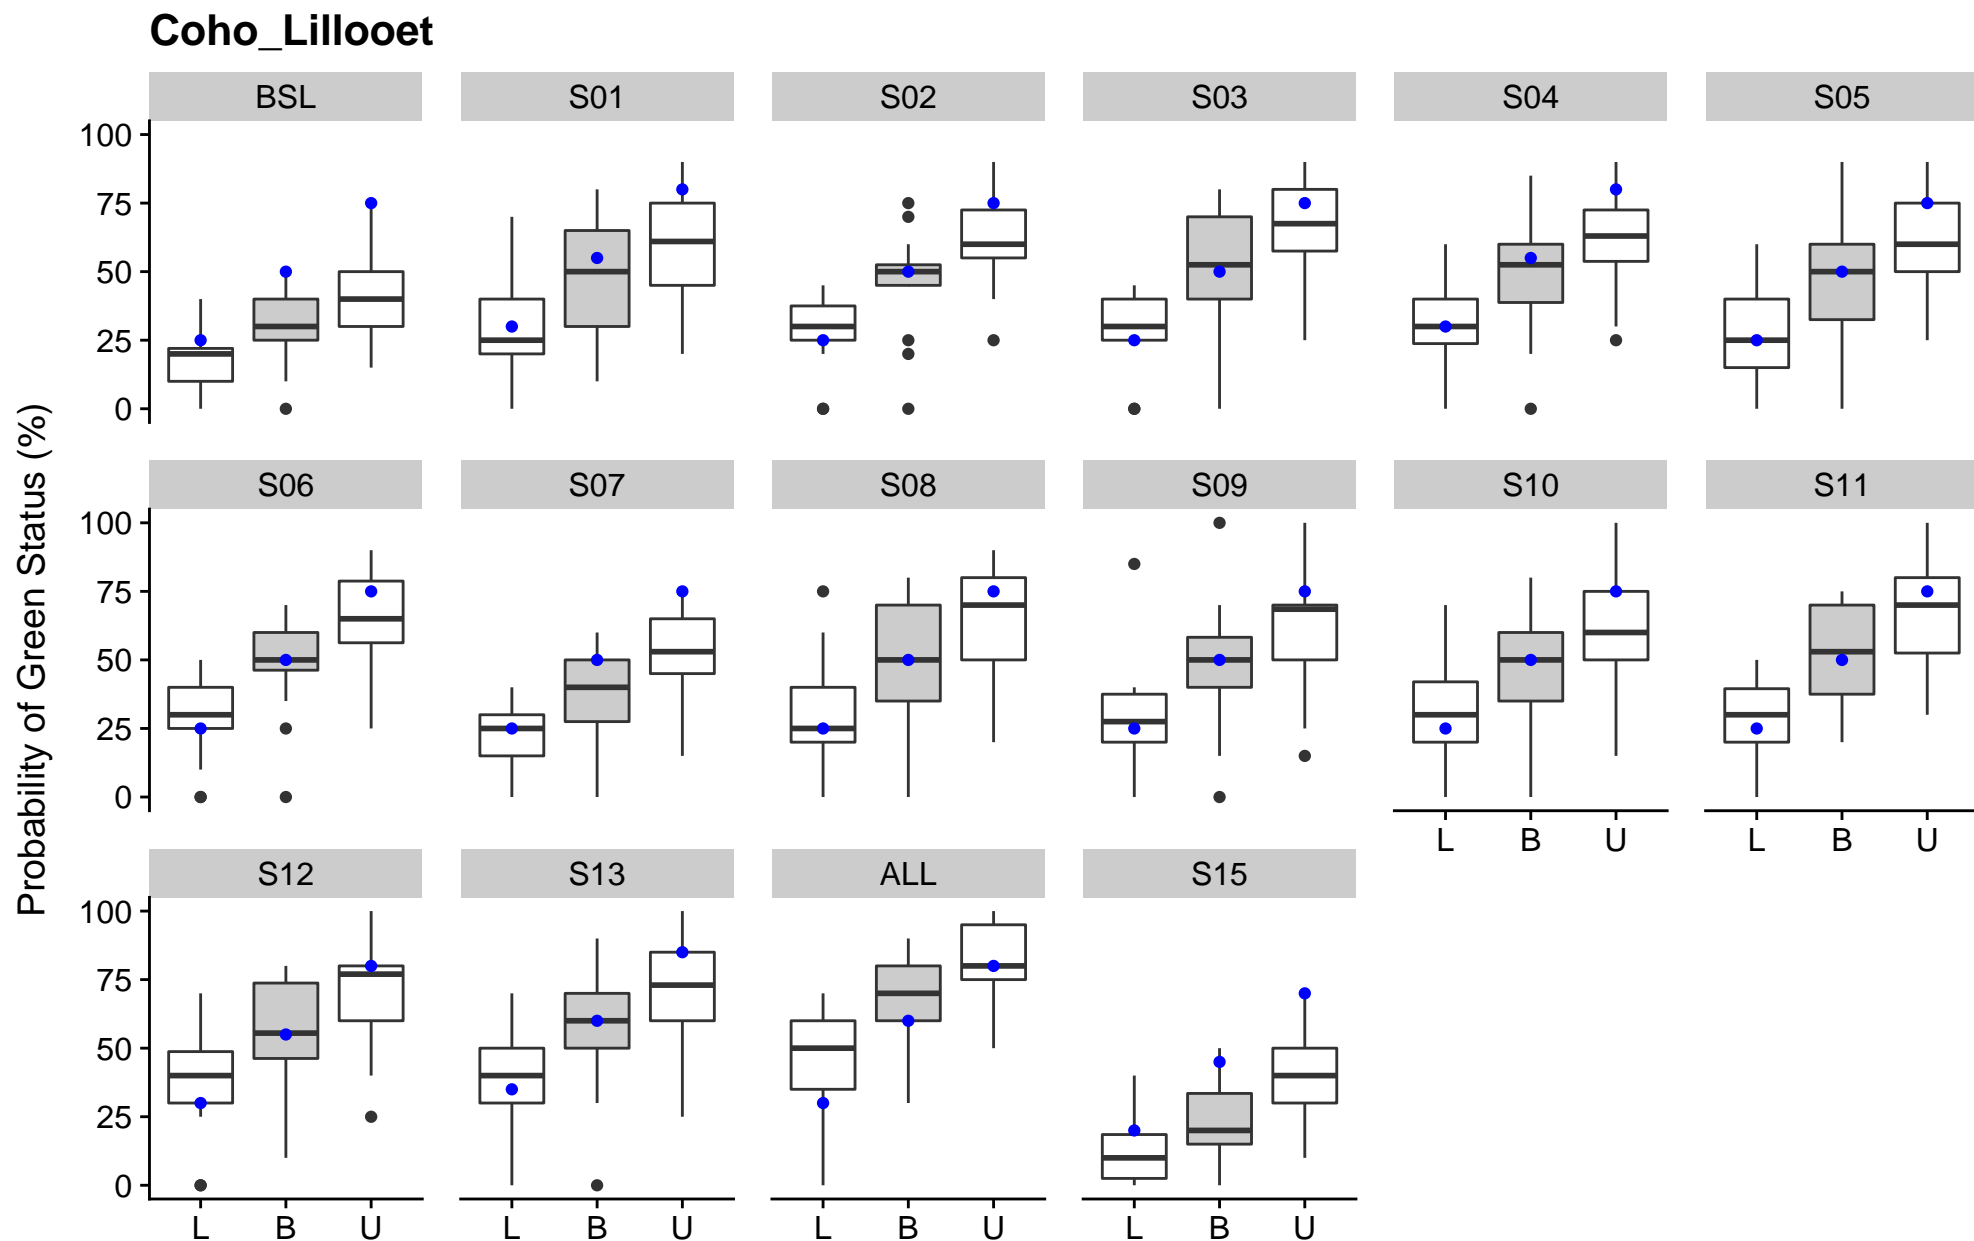 Coho_Lillooet
BSL S01 S02 S03 S04 S05
100
75
50
25
0
Probability of Green Status (%)
S06 S07 S08 S09 S10 S11
100
75
50
25
0
L B U L B U
S12 S13 ALL S15
100
75
50
25
0
L B U L B U L B U L B U